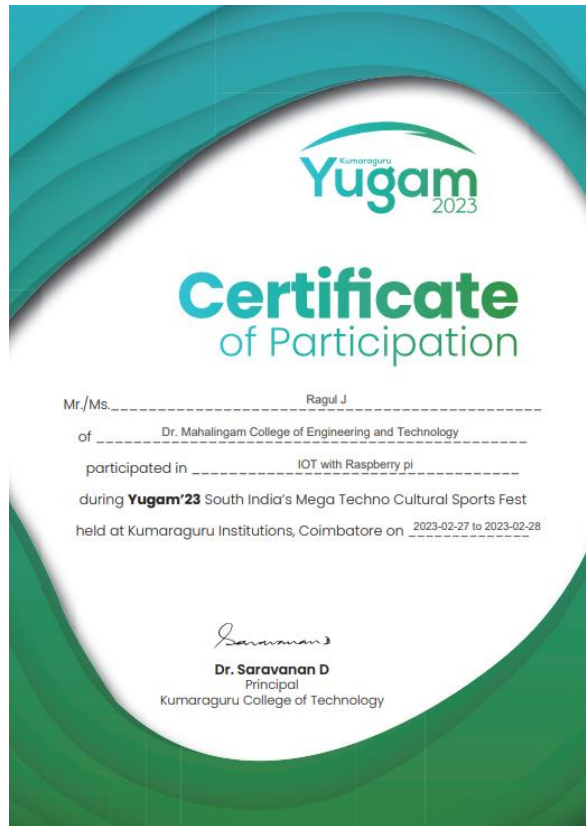 Kumaraguru
Yugam
2023
Certificate
of Participation
Mr./Ms. Ragul J
of Dr. Mahalingam College of Engineering and Technology
participated in IOT with Raspberry pi
during Yugam'23 South India's Mega Techno Cultural Sports Fest
held at Kumaraguru Institutions, Coimbatore on 2023-02-27 to 2023-02-28
Saravanan D
Dr. Saravanan D
Principal
Kumaraguru College of Technology